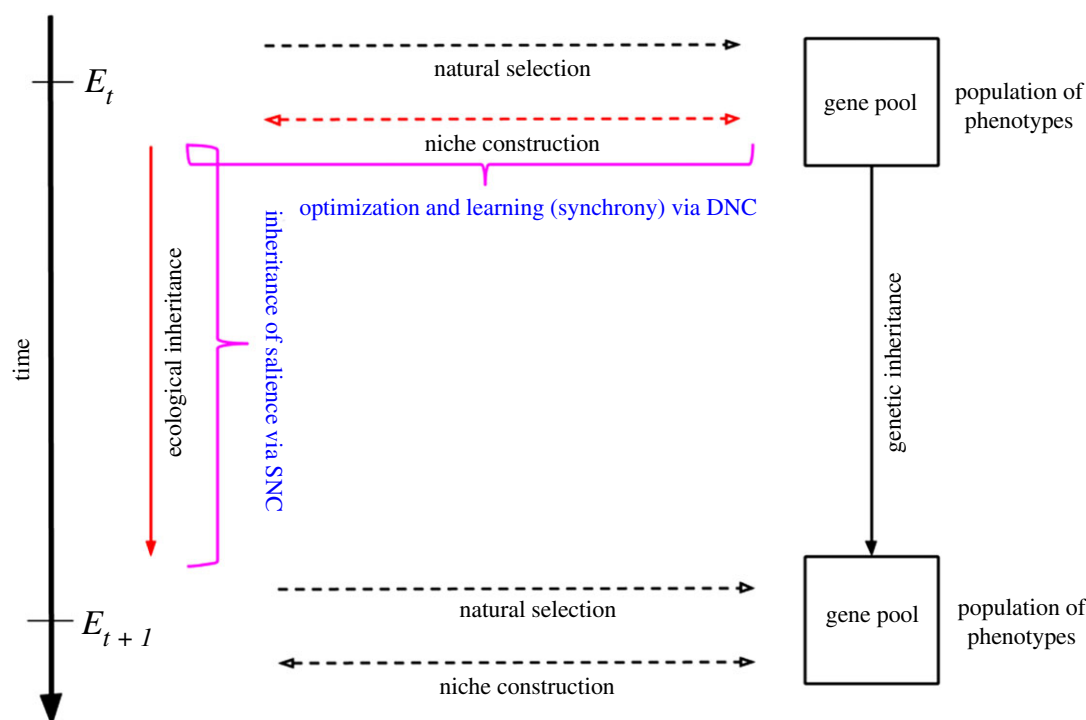 natural selection
E_t
gene pool
population of
phenotypes
niche construction
optimization and learning (synchrony) via DNC
time
ecological inheritance
inheritance of salience via SNC
genetic inheritance
natural selection
E_{t + 1}
gene pool
population of
phenotypes
niche construction